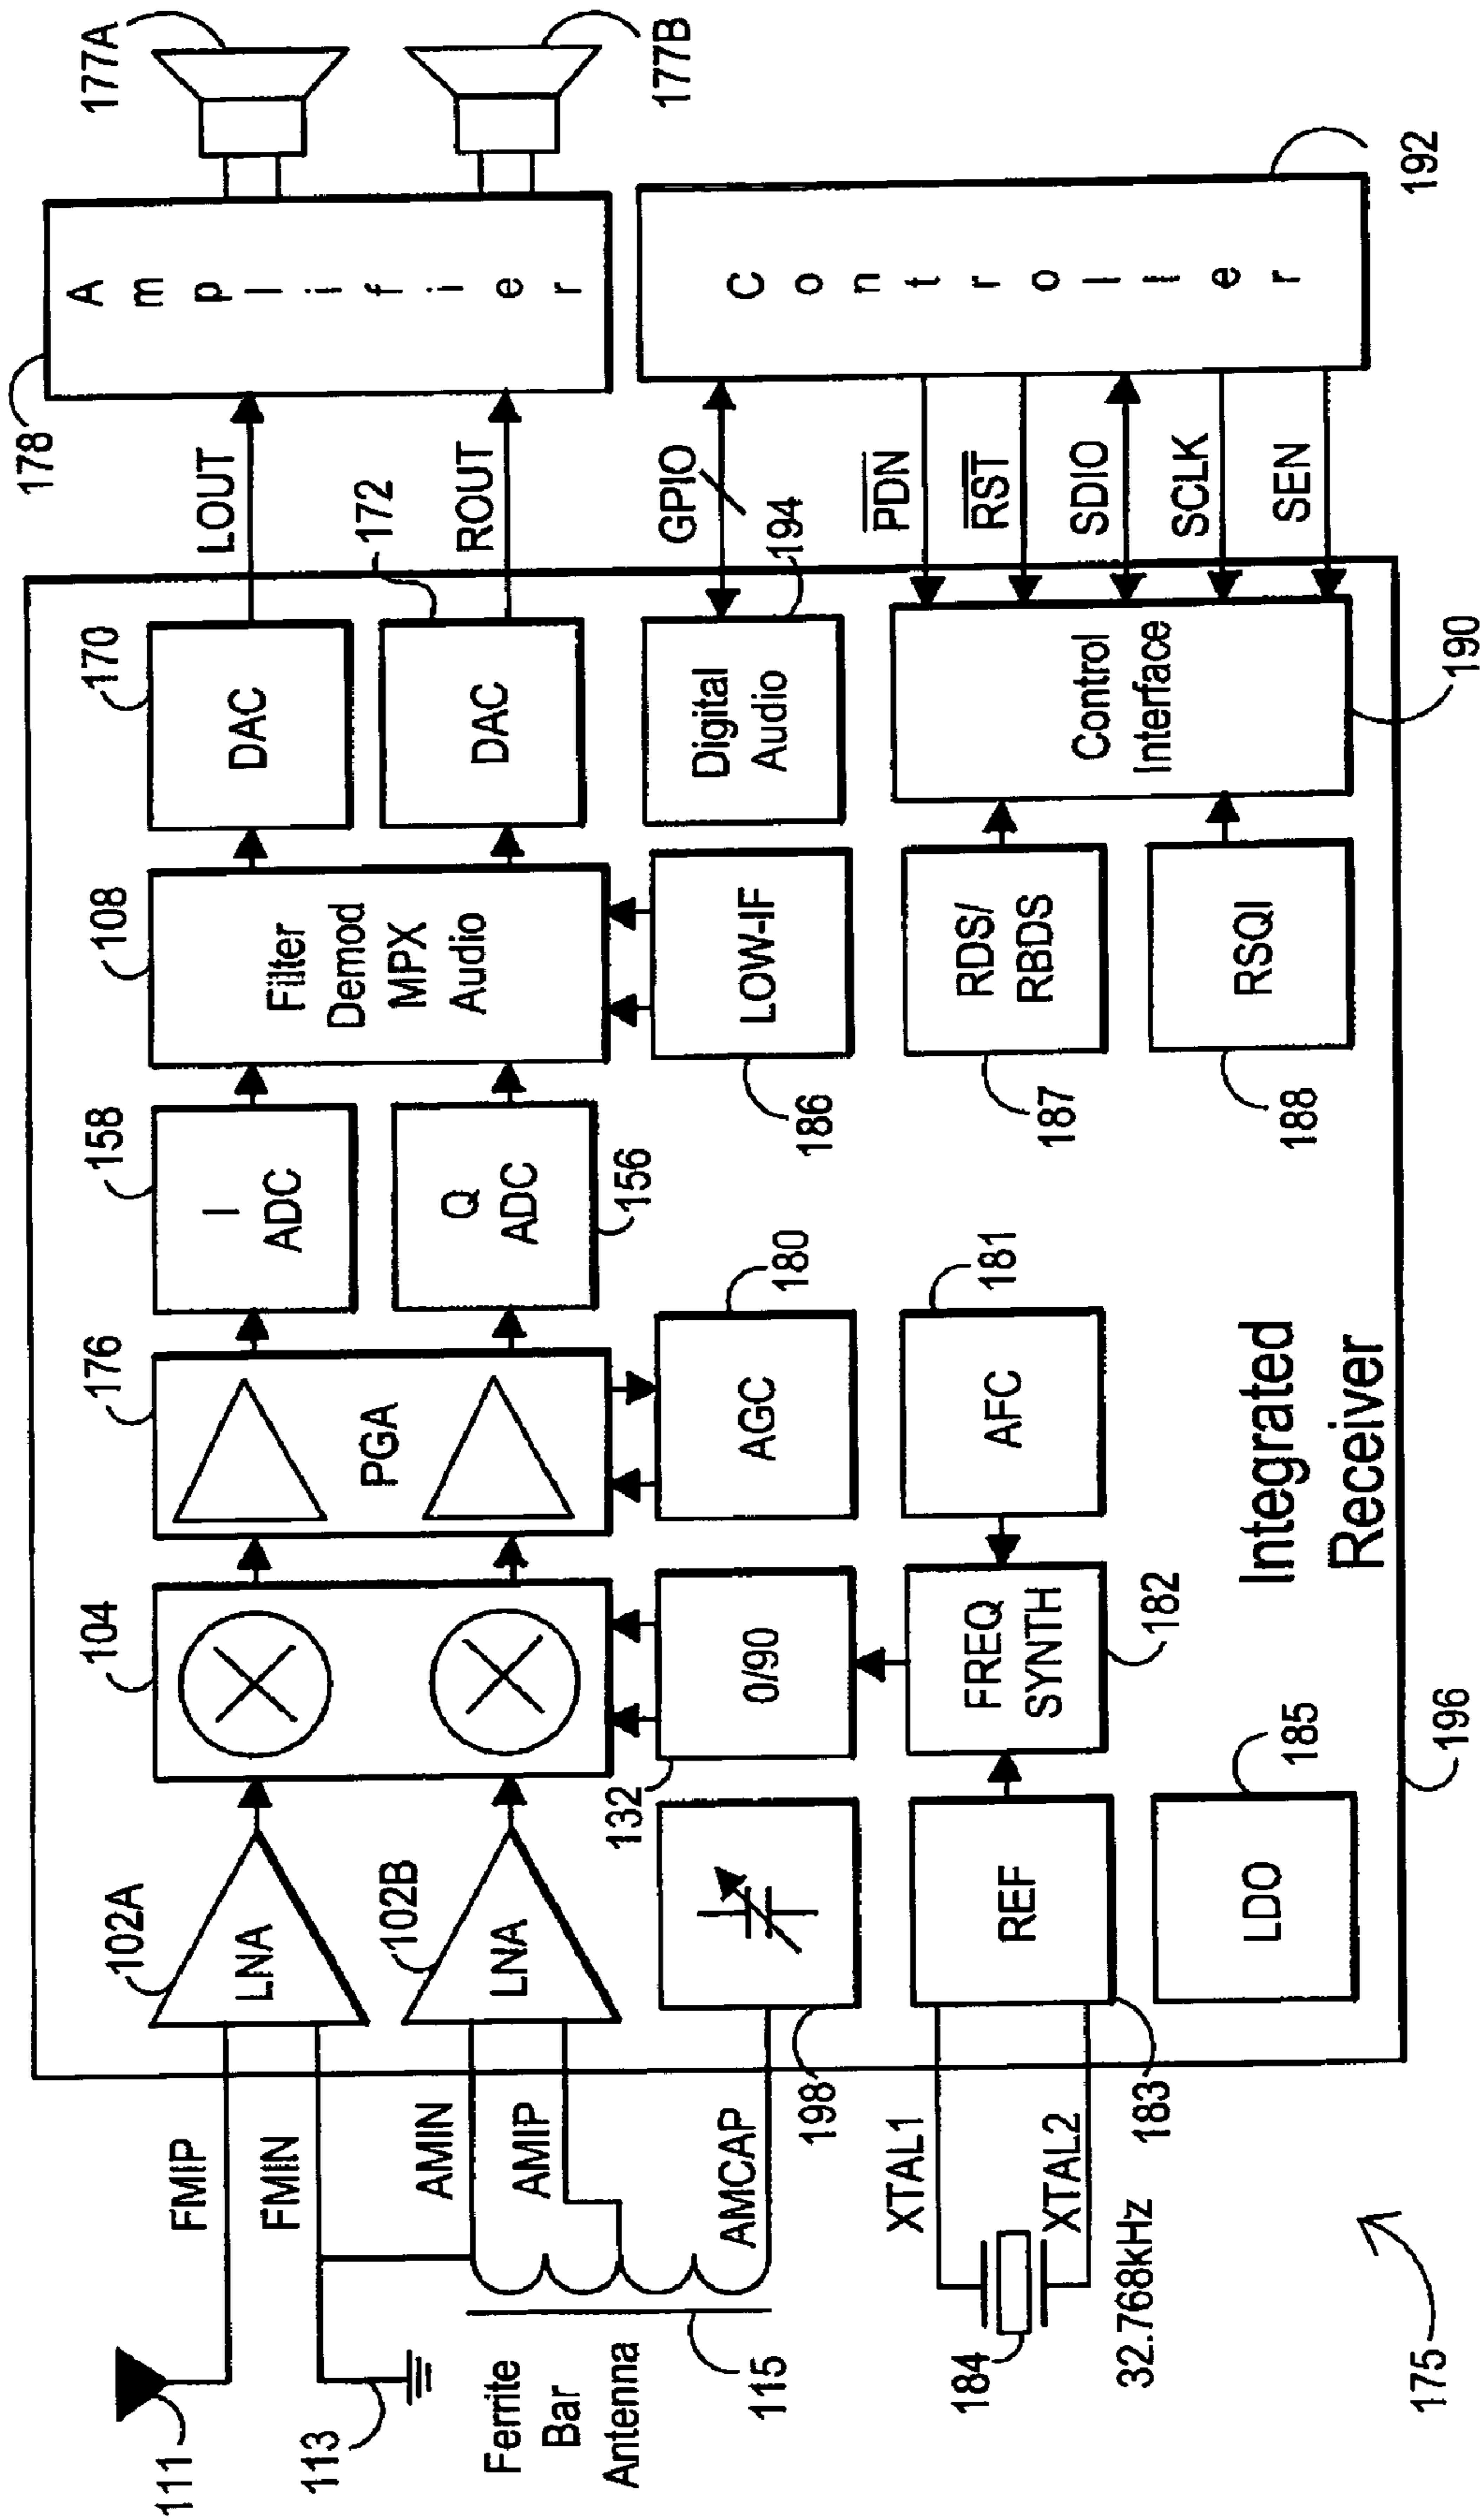 111
FMIP
FMIN
113
AMIN
AMIP
Ferrite
Bar
Antenna
115
AMCAP
198
XTAL1
184
XTAL2
32.768kHz
183
175
102A
LNA
102B
LNA
132
REF
LDO
185
196
104
0/90
FREQ
SYNTH
182
176
PGA
AGC
180
AFC
181
Integrated
Receiver
158
I
ADC
Q
ADC
156
108
Filter
Demod
MPX
Audio
LOW-IF
186
RDS/
RBDS
187
RSQI
188
170
DAC
DAC
172
Digital
Audio
194
Control
Interface
190
LOUT
ROUT
GPIO
PDN
RST
SDIO
SCLK
SEN
178
Amplifier
Controller
192
177A
177B